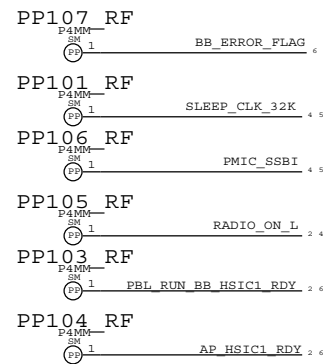 PP107_RF
P4MM
SM
PP 1 BB_ERROR_FLAG 6
PP101_RF
P4MM
SM
PP 1 SLEEP_CLK_32K 4 5
PP106_RF
P4MM
SM
PP 1 PMIC_SSBI 4 5
PP105_RF
P4MM
SM
PP 1 RADIO_ON_L 2 4
PP103_RF
P4MM
SM
PP 1 PBL_RUN_BB_HSIC1_RDY 2 6
PP104_RF
P4MM
SM
PP 1 AP_HSIC1_RDY 2 6